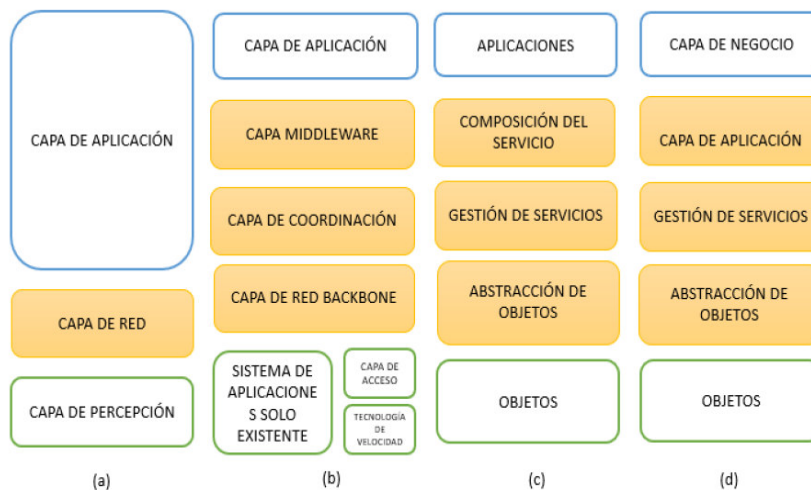 CAPA DE APLICACIÓN
CAPA DE RED
CAPA DE PERCEPCIÓN
(a)
CAPA DE APLICACIÓN
CAPA MIDDLEWARE
CAPA DE COORDINACIÓN
CAPA DE RED BACKBONE
SISTEMA DE
APLICACIONE
S SOLO
EXISTENTE
CAPA DE
ACCESO
TECNOLOGÍA
DE
VELOCIDAD
(b)
APLICACIONES
COMPOSICIÓN DEL
SERVICIO
GESTIÓN DE SERVICIOS
ABSTRACCIÓN DE
OBJETOS
OBJETOS
(c)
CAPA DE NEGOCIO
CAPA DE APLICACIÓN
GESTIÓN DE SERVICIOS
ABSTRACCIÓN DE
OBJETOS
OBJETOS
(d)